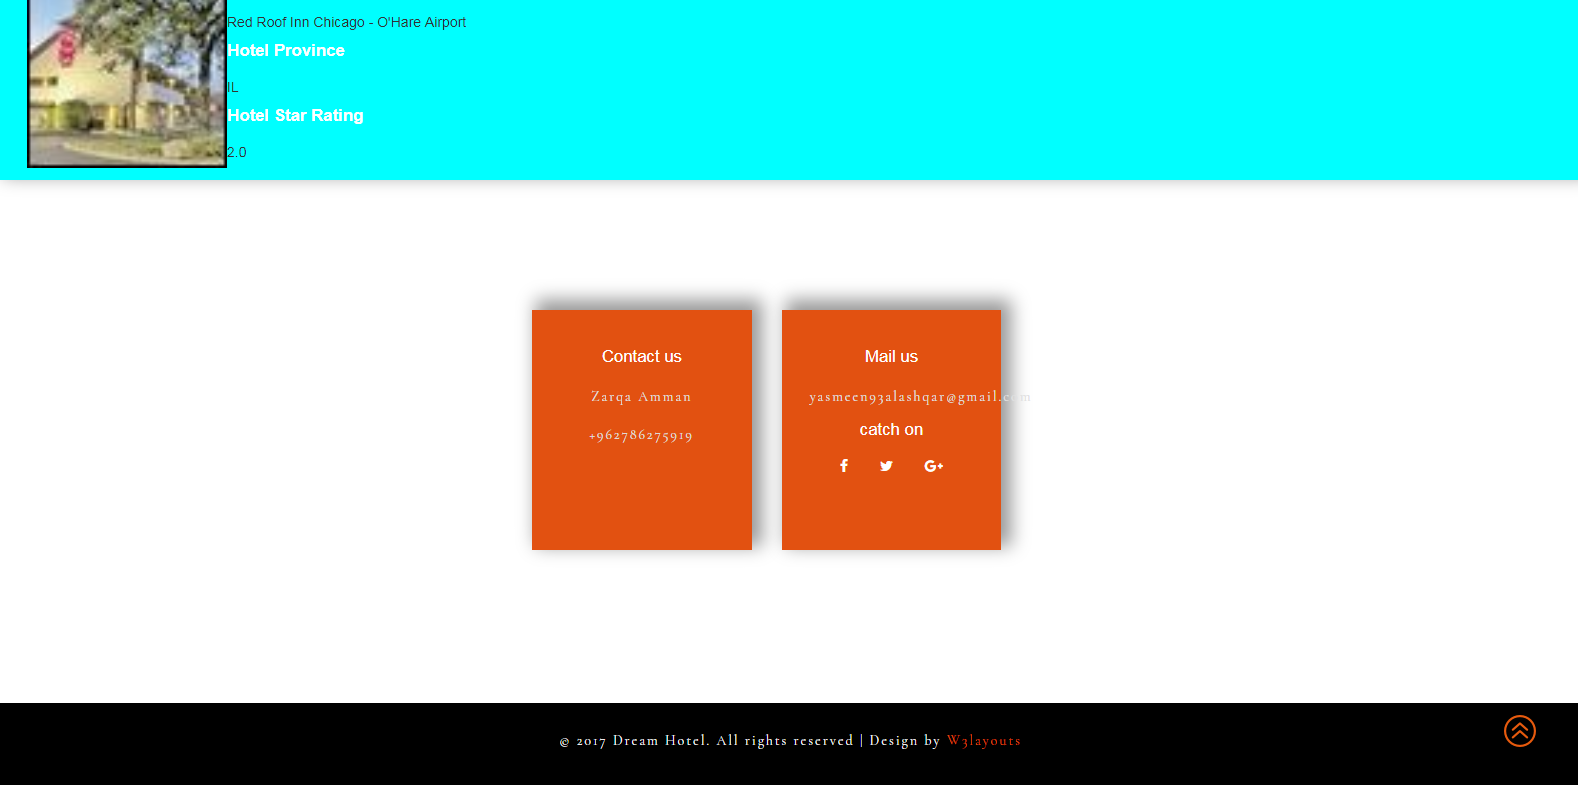 Red Roof Inn Chicago - O'Hare Airport
Hotel Province
IL
Hotel Star Rating
2.0
Contact us
Zarqa Amman
+962786275919
Mail us
yasmeen93alashqar@gmail.com
catch on
© 2017 Dream Hotel. All rights reserved | Design by W3layouts